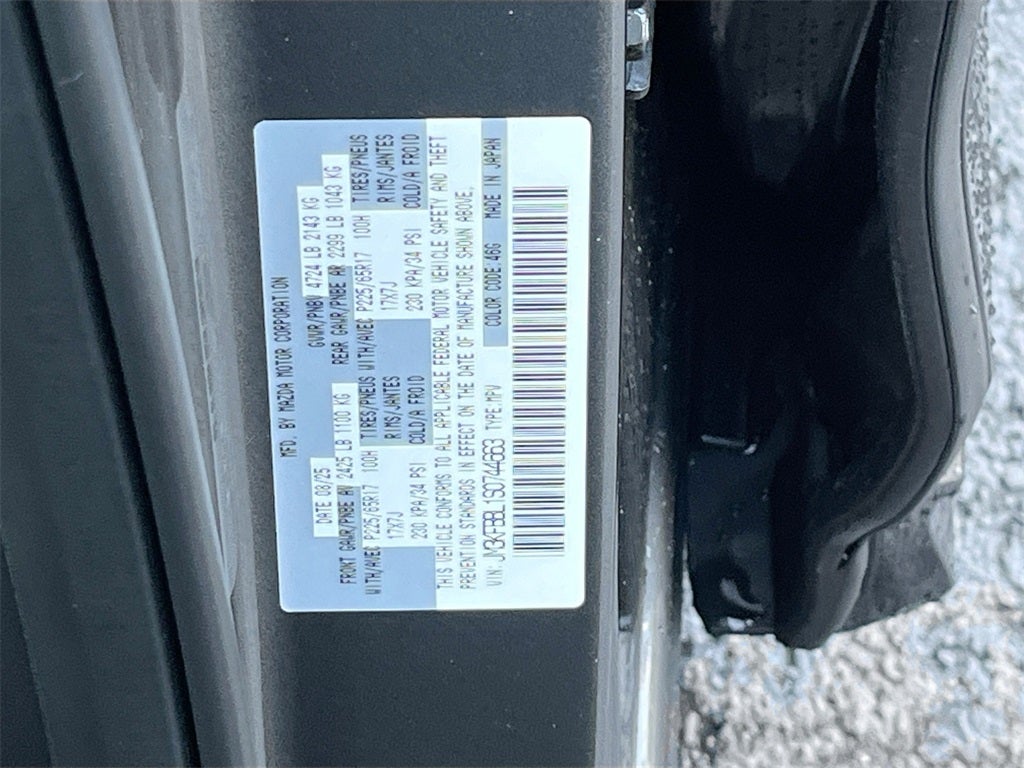 MFD. BY MAZDA MOTOR CORPORATION
DATE 08/25 GVWR/PNBV 4724 LB 2143 KG
FRONT GAWR/PNBE AV 2425 LB 1100 KG REAR GAWR/PNBE AR 2299 LB 1043 KG
WITH/AVEC P225/65R17 100H TIRES/PNEUS WITH/AVEC P225/65R17 100H TIRES/PNEUS
17X7J RIMS/JANTES 17X7J RIMS/JANTES
230 KPA/34 PSI COLD/A FROID 230 KPA/34 PSI COLD/A FROID
THIS VEHICLE CONFORMS TO ALL APPLICABLE FEDERAL MOTOR VEHICLE SAFETY AND THEFT
PREVENTION STANDARDS IN EFFECT ON THE DATE OF MANUFACTURE SHOWN ABOVE.
VIN: JM3KFBBL1S0744663 TYPE:MPV COLOR CODE:46G MADE IN JAPAN